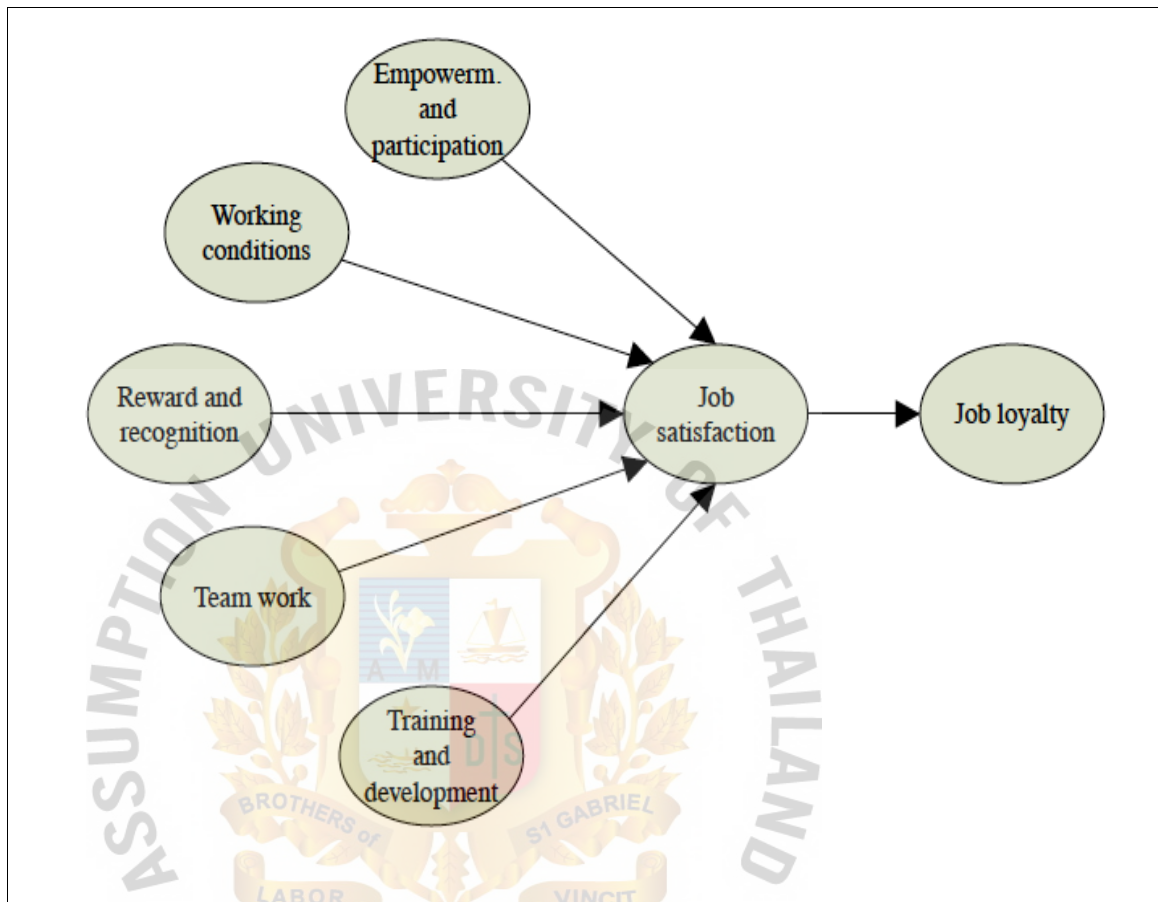 Empowerm.
and
participation
Working
conditions
Reward and
recognition
Job
satisfaction
Job loyalty
Team work
Training
and
development
ASSUMPTION UNIVERSITY OF THAILAND
A M
D S
BROTHERS of
S1 GABRIEL
LABOR
VINCIT